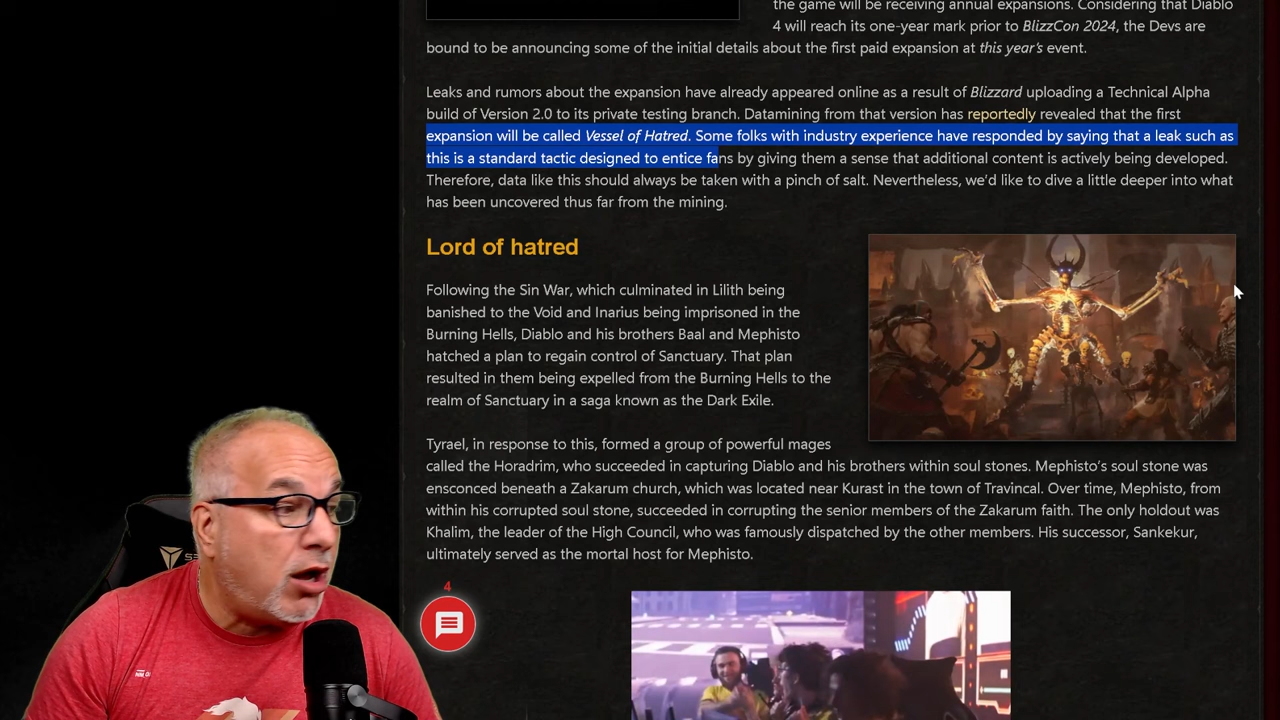 the game will be receiving annual expansions. Considering that Diablo
4 will reach its one-year mark prior to BlizzCon 2024, the Devs are
bound to be announcing some of the initial details about the first paid expansion at this year's event.
Leaks and rumors about the expansion have already appeared online as a result of Blizzard uploading a Technical Alpha
build of Version 2.0 to its private testing branch. Datamining from that version has reportedly revealed that the first
expansion will be called Vessel of Hatred. Some folks with industry experience have responded by saying that a leak such as
this is a standard tactic designed to entice fans by giving them a sense that additional content is actively being developed.
Therefore, data like this should always be taken with a pinch of salt. Nevertheless, we'd like to dive a little deeper into what
has been uncovered thus far from the mining.
Lord of hatred
Following the Sin War, which culminated in Lilith being
banished to the Void and Inarius being imprisoned in the
Burning Hells, Diablo and his brothers Baal and Mephisto
hatched a plan to regain control of Sanctuary. That plan
resulted in them being expelled from the Burning Hells to the
realm of Sanctuary in a saga known as the Dark Exile.
Tyrael, in response to this, formed a group of powerful mages
called the Horadrim, who succeeded in capturing Diablo and his brothers within soul stones. Mephisto's soul stone was
ensconced beneath a Zakarum church, which was located near Kurast in the town of Travincal. Over time, Mephisto, from
within his corrupted soul stone, succeeded in corrupting the senior members of the Zakarum faith. The only holdout was
Khalim, the leader of the High Council, who was famously dispatched by the other members. His successor, Sankekur,
ultimately served as the mortal host for Mephisto.
4